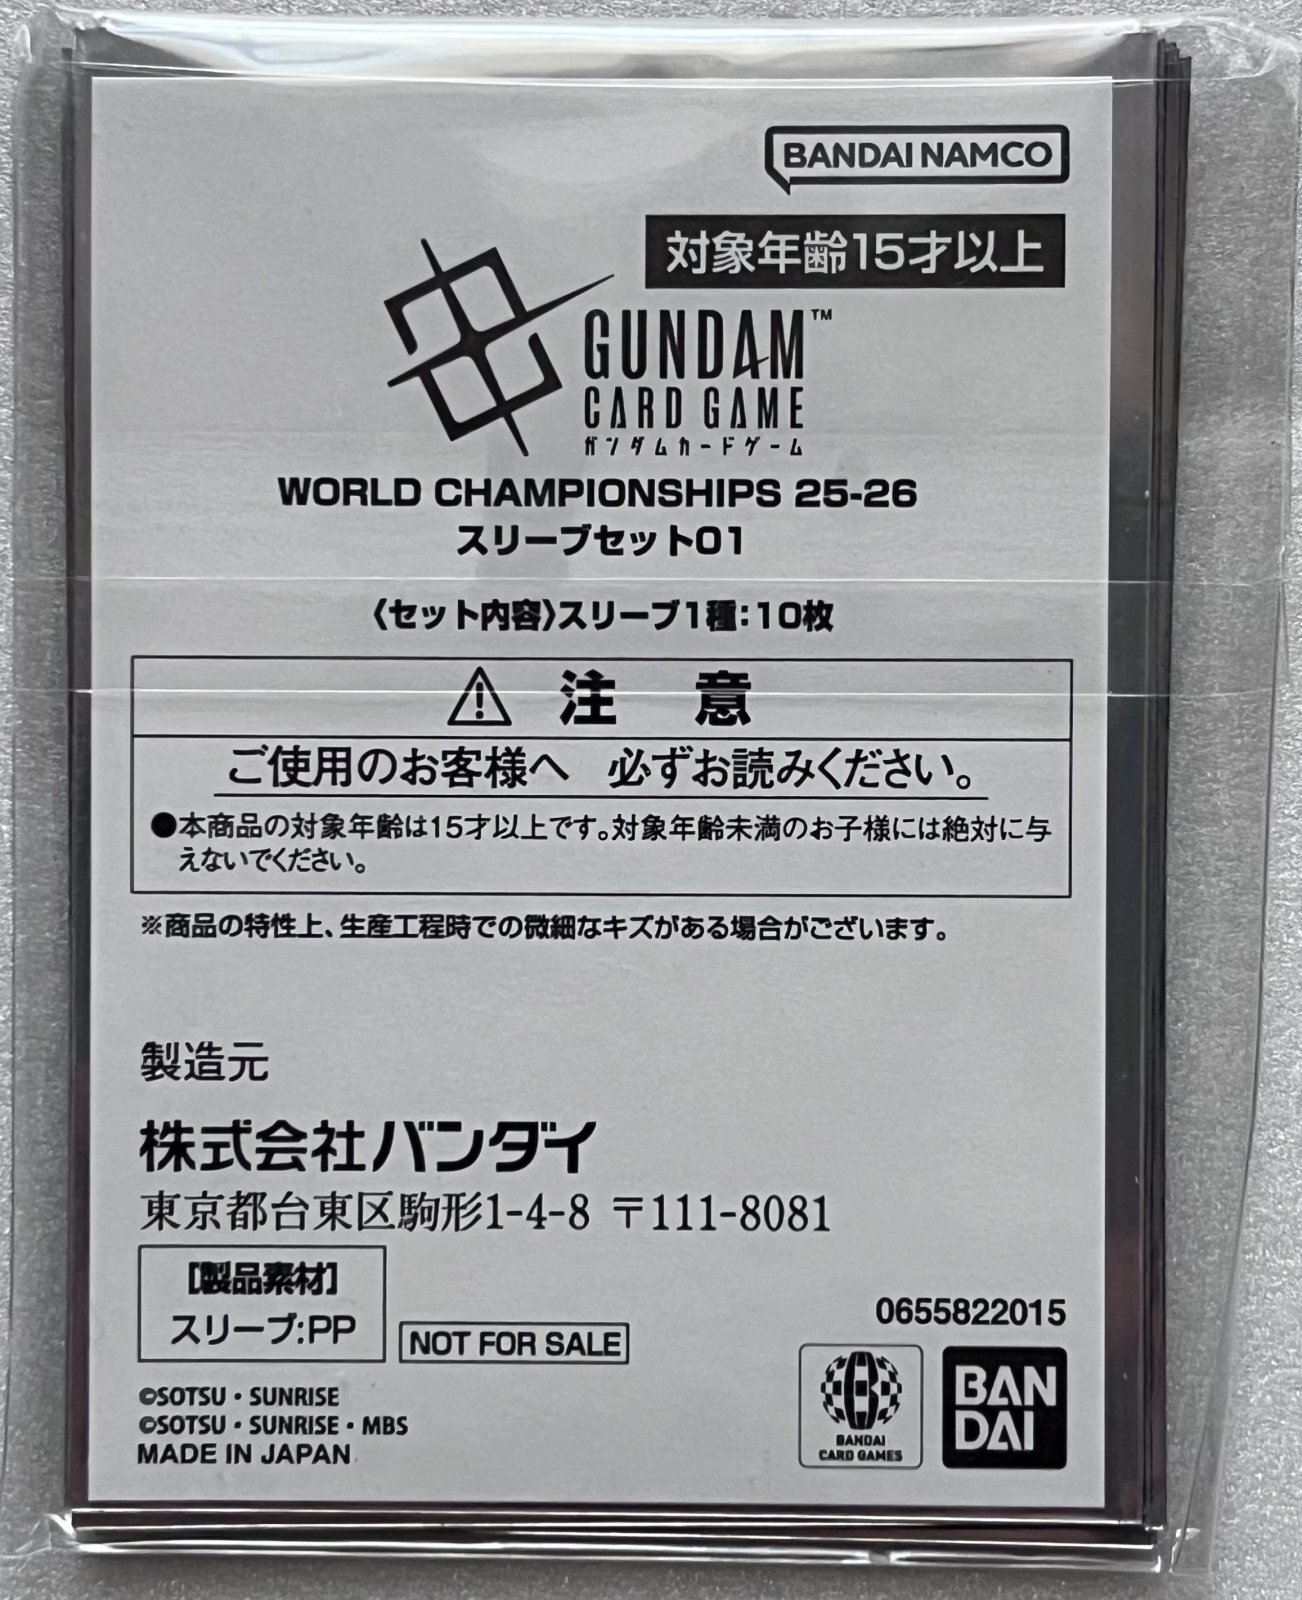 BANDAI NAMCO
対象年齢15才以上
GUNDAM™
CARD GAME
ガンダムカードゲーム
WORLD CHAMPIONSHIPS 25-26
スリーブセット01
〈セット内容〉スリーブ1種:10枚
⚠ 注 意
ご使用のお客様へ 必ずお読みください。
●本商品の対象年齢は15才以上です。対象年齢未満のお子様には絶対に与
えないでください。
※商品の特性上、生産工程時での微細なキズがある場合がございます。
製造元
株式会社バンダイ
東京都台東区駒形1-4-8 〒111-8081
[製品素材]
スリーブ:PP
NOT FOR SALE
0655822015
©SOTSU・SUNRISE
©SOTSU・SUNRISE・MBS
MADE IN JAPAN
BANDAI
CARD GAMES
BAN
DAI